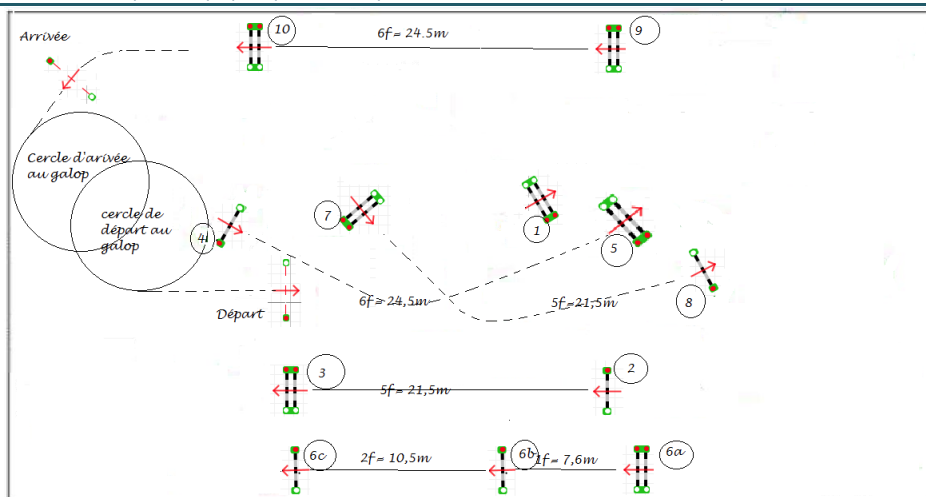 10
6f = 24.5m
9
Arrivée
Cercle d'arivée
au galop
cercle de
départ au
galop
4
7
1
5
6f = 24,5m
5f =21,5m
8
Départ
3
5f = 21,5m
2
6c
2f = 10,5m
6b
1f = 7,6m
6a